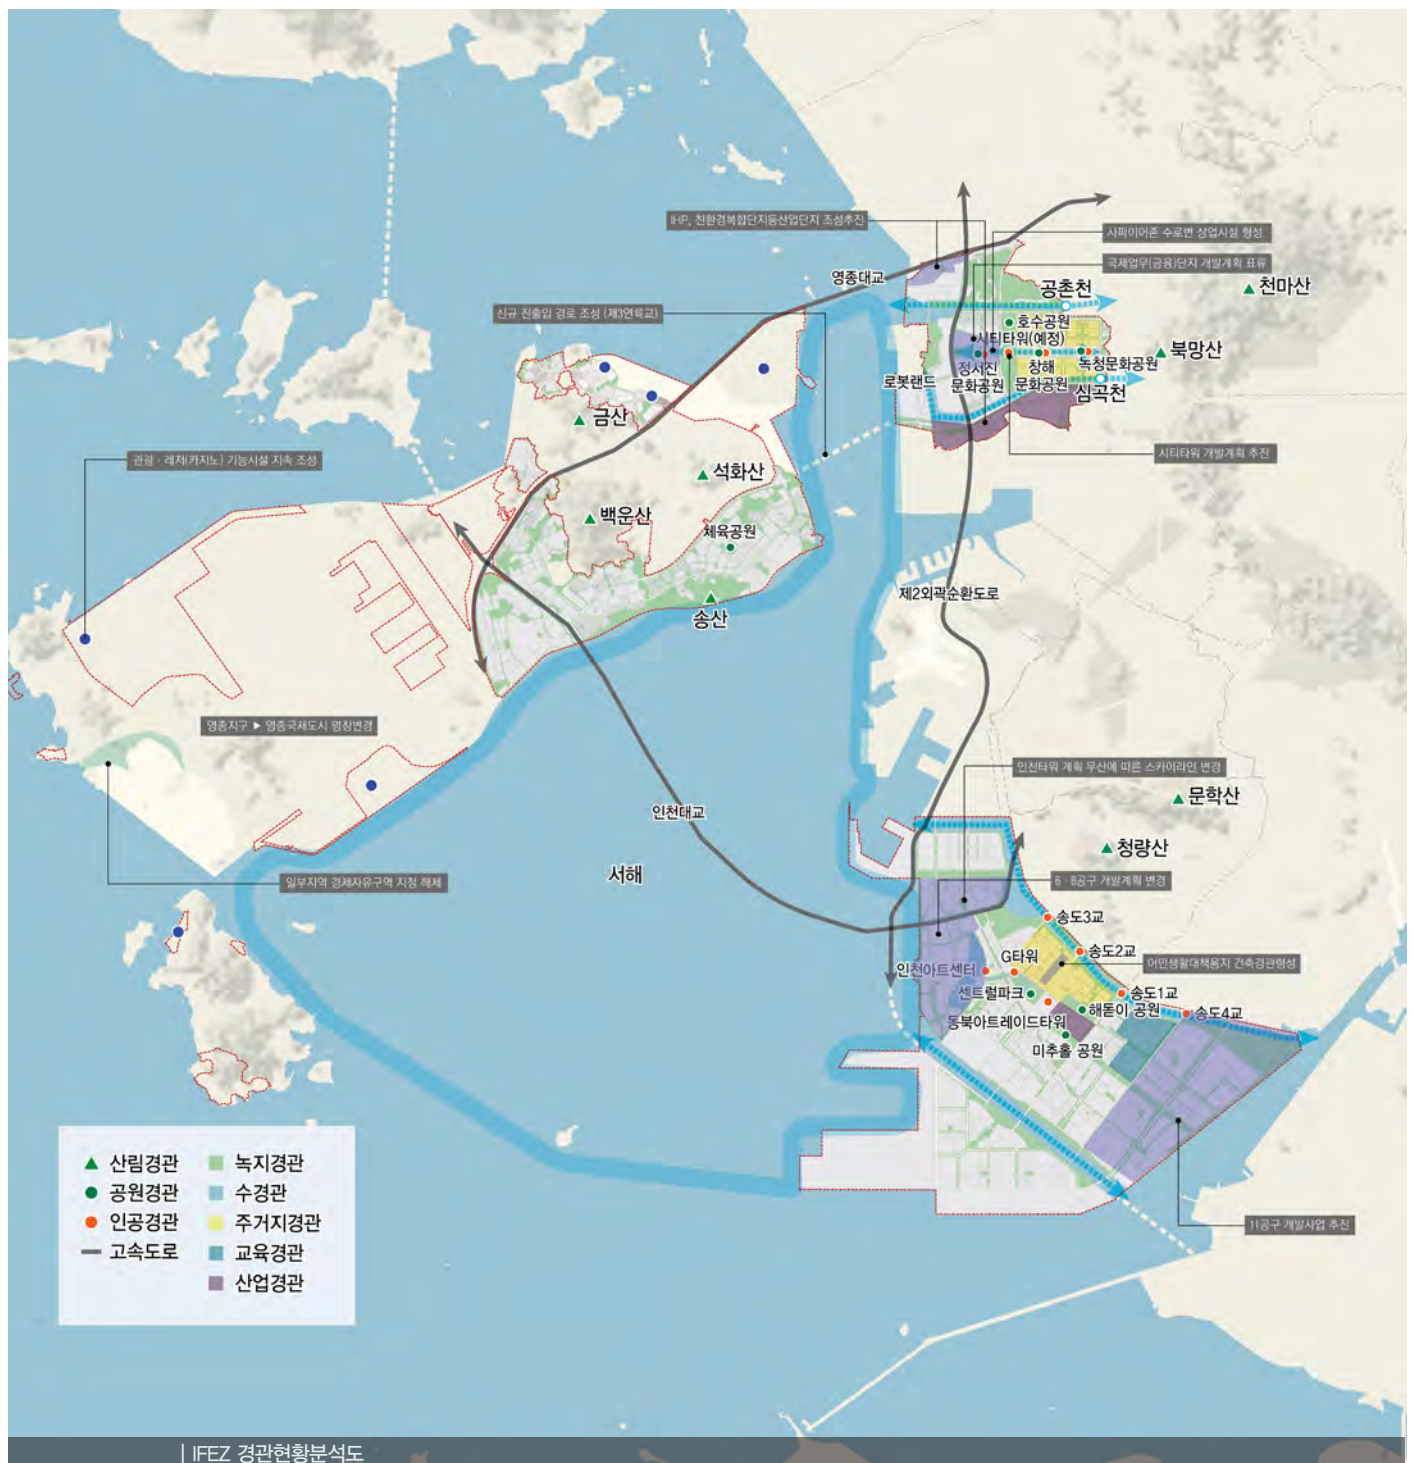 IHP, 친환경복합단지등산업단지 조성추진
사파이어존 수로변 상업시설 형성
국제업무(금융)단지 개발계획 표류
영종대교
공촌천
천마산
신규 진출입 경로 조성 (제3연륙교)
호수공원
시티타워(예정)
북망산
정서진
문화공원
창해
문화공원
녹청문화공원
로봇랜드
심곡천
금산
시티타워 개발계획 추진
관광 · 레저(카지노) 기능시설 지속 조성
석화산
백운산
체육공원
송산
제2외곽순환도로
영종지구 ▶ 영종국제도시 명칭변경
인천타워 계획 무산에 따른 스카이라인 변경
문학산
인천대교
청량산
서해
일부지역 경제자유구역 지정 해제
6 · 8공구 개발계획 변경
송도3교
송도2교
G타워
어민생활대책용지 건축경관형성
인천아트센터
센트럴파크
송도1교
해돋이 공원
송도4교
동북아트레이드타워
미추홀 공원
산림경관
녹지경관
공원경관
수경관
인공경관
주거지경관
고속도로
교육경관
산업경관
11공구 개발사업 추진
| IFEZ 경관현황분석도